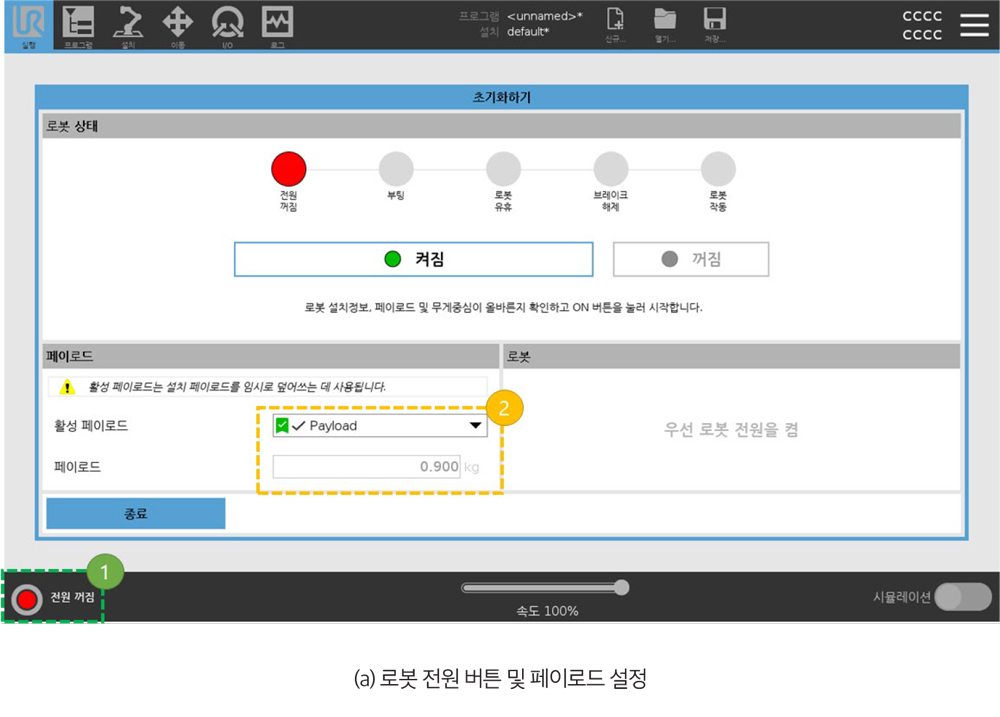 UR
실행
프로그램
설치
이동
I/O
로그
프로그램 <unnamed>*
설치 default*
신규...
열기...
저장...
CCCC
CCCC
초기화하기
로봇 상태
전원
꺼짐
부팅
로봇
유휴
브레이크
해제
로봇
작동
켜짐
꺼짐
로봇 설치정보, 페이로드 및 무게중심이 올바른지 확인하고 ON 버튼을 눌러 시작합니다.
페이로드
로봇
활성 페이로드는 설치 페이로드를 임시로 덮어쓰는 데 사용됩니다.
2
활성 페이로드
Payload
우선 로봇 전원을 켬
페이로드
0.900 kg
종료
1
전원 꺼짐
속도 100%
시뮬레이션
(a) 로봇 전원 버튼 및 페이로드 설정